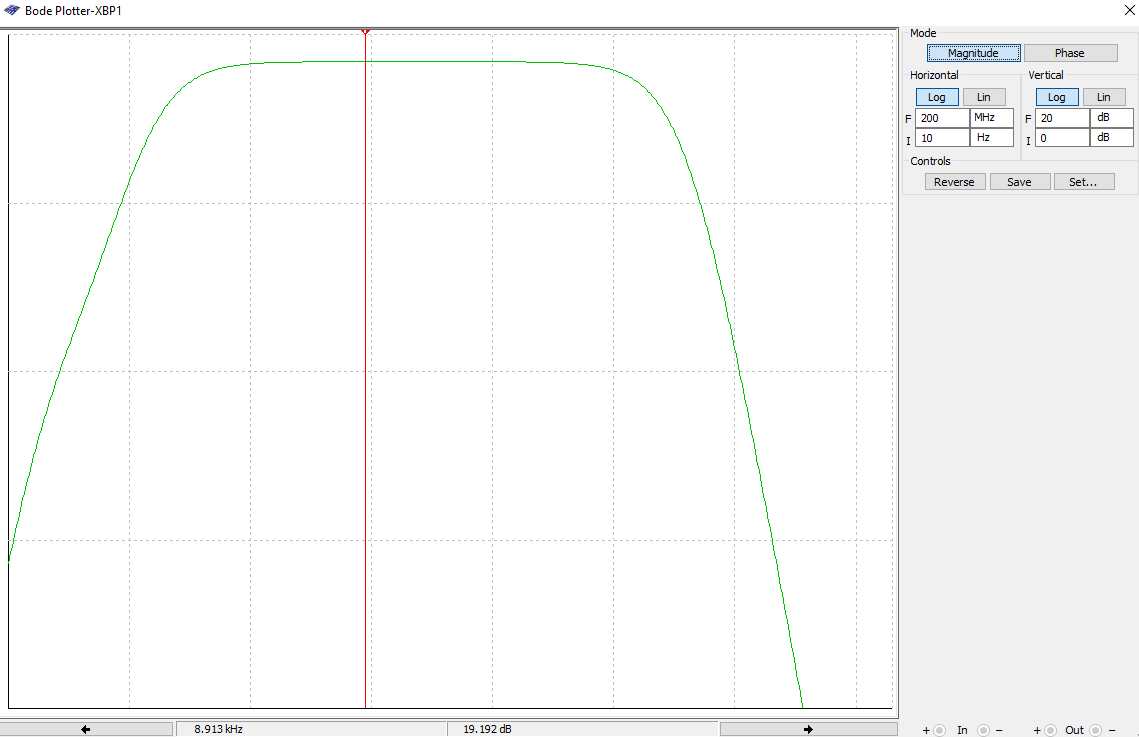 Bode Plotter-XBP1
Mode
Magnitude Phase
Horizontal Vertical
Log Lin Log Lin
F 200 MHz F 20 dB
I 10 Hz I 0 dB
Controls
Reverse Save Set...
8.913 kHz 19.192 dB
+ In − + Out −